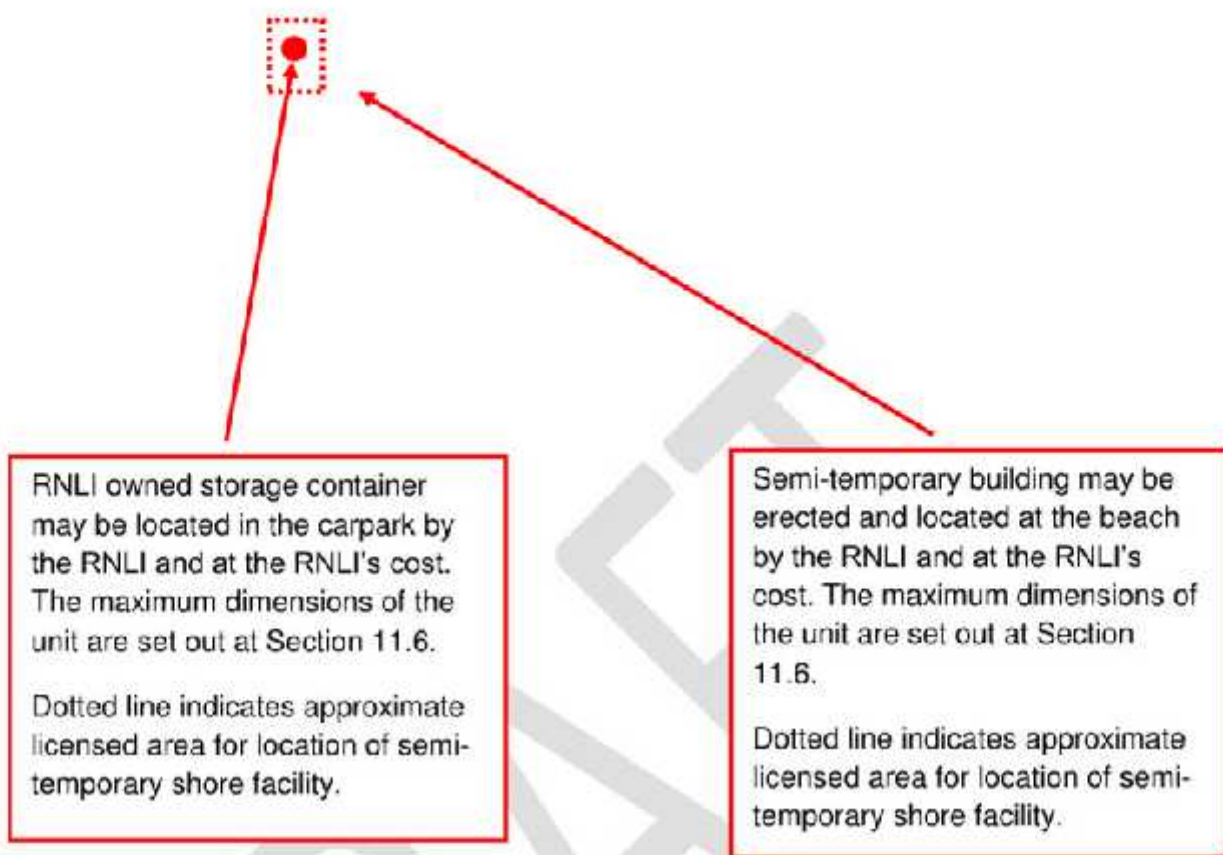 RNLI owned storage container
may be located in the carpark by
the RNLI and at the RNLI's cost.
The maximum dimensions of the
unit are set out at Section 11.6.
Dotted line indicates approximate
licensed area for location of semi-
temporary shore facility.
Semi-temporary building may be
erected and located at the beach
by the RNLI and at the RNLI's
cost. The maximum dimensions of
the unit are set out at Section
11.6.
Dotted line indicates approximate
licensed area for location of semi-
temporary shore facility.